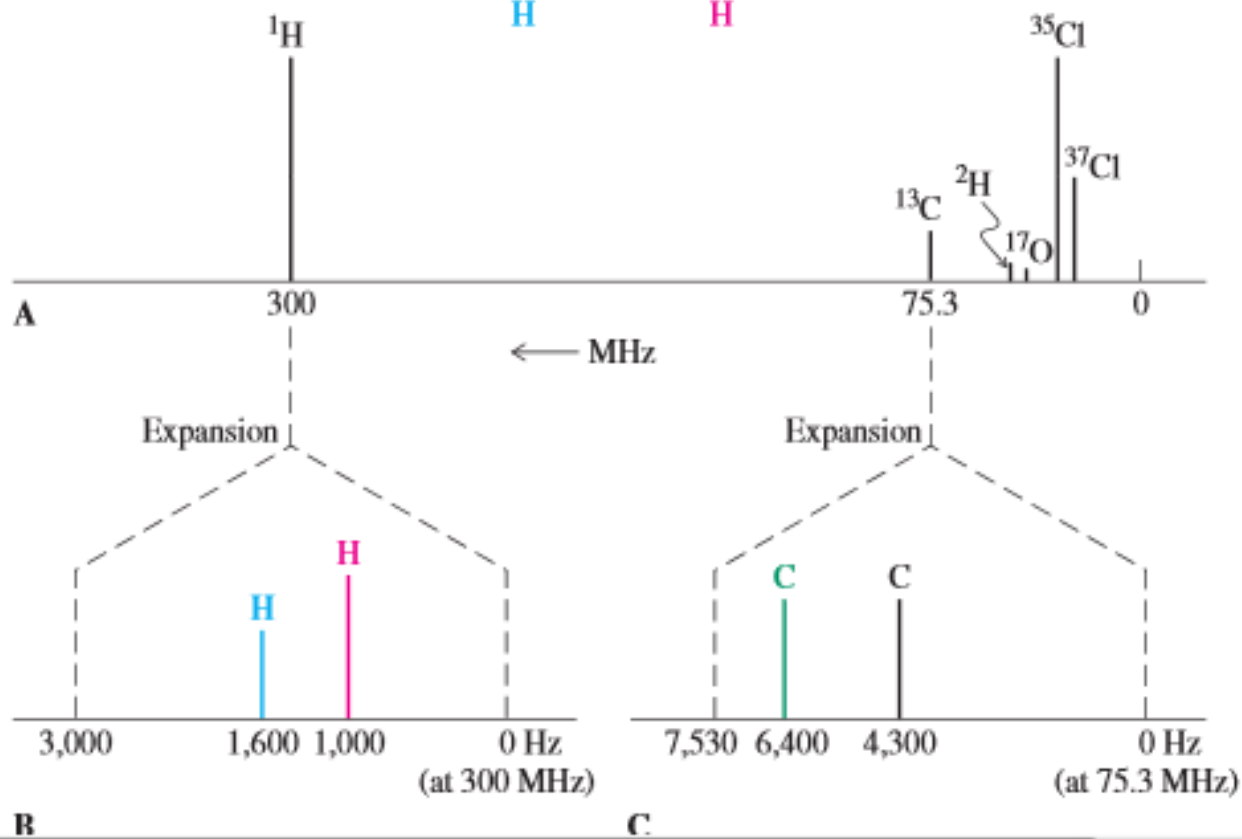 H H
¹H ³⁵Cl
³⁷Cl
²H
¹³C
¹⁷O
300 75.3 0
A
← MHz
Expansion Expansion
H
C C
H
3,000 1,600 1,000 0 Hz 7,530 6,400 4,300 0 Hz
(at 300 MHz) (at 75.3 MHz)
B C